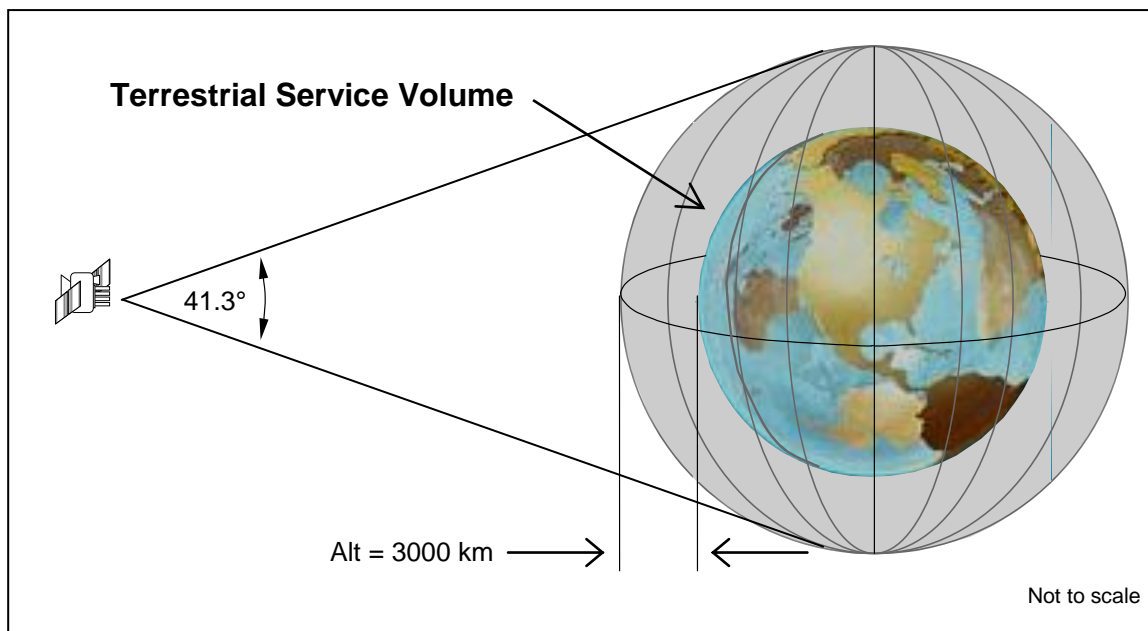 Terrestrial Service Volume
41.3°
Alt = 3000 km
Not to scale